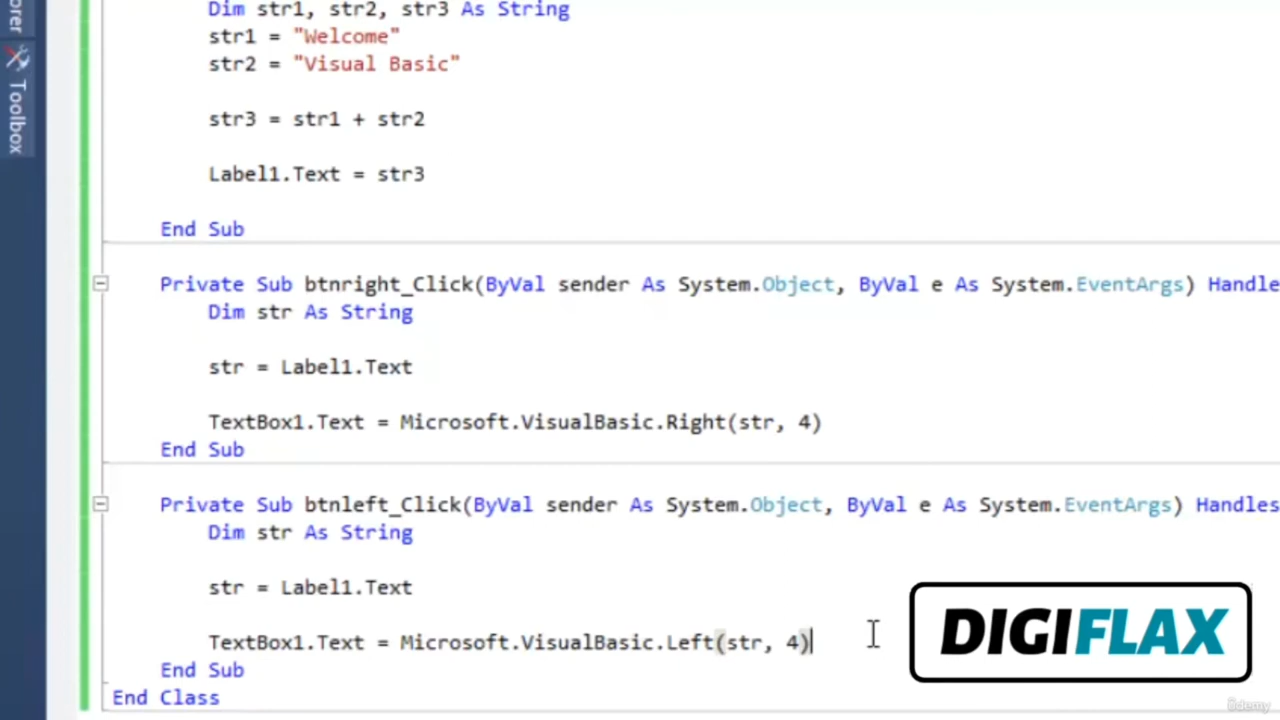 orer
Toolbox
Dim str1, str2, str3 As String
str1 = "Welcome"
str2 = "Visual Basic"
str3 = str1 + str2
Label1.Text = str3
End Sub
Private Sub btnright_Click(ByVal sender As System.Object, ByVal e As System.EventArgs) Handle
Dim str As String
str = Label1.Text
TextBox1.Text = Microsoft.VisualBasic.Right(str, 4)
End Sub
Private Sub btnleft_Click(ByVal sender As System.Object, ByVal e As System.EventArgs) Handles
Dim str As String
str = Label1.Text
TextBox1.Text = Microsoft.VisualBasic.Left(str, 4)
End Sub
End Class
DIGIFLAX
ûdemy